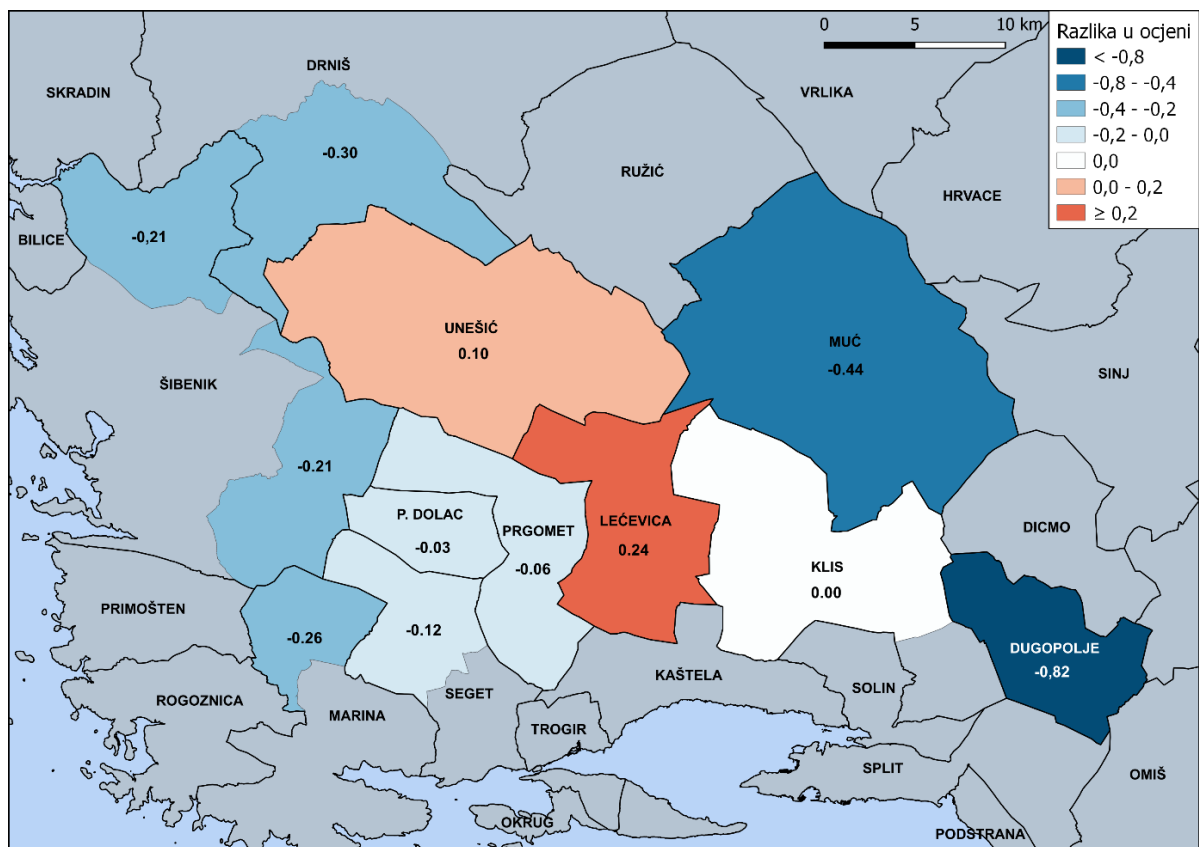 0 5 10 km
Razlika u ocjeni
< -0,8
-0,8 - -0,4
-0,4 - -0,2
-0,2 - 0,0
0,0
0,0 - 0,2
≥ 0,2
DRNIŠ
SKRADIN
VRLIKA
-0.30
RUŽIĆ
HRVACE
BILICE
-0,21
UNEŠIĆ
0.10
MUĆ
-0.44
ŠIBENIK
SINJ
-0.21
P. DOLAC
-0.03
PRGOMET
-0.06
LEĆEVICA
0.24
DICMO
KLIS
0.00
PRIMOŠTEN
-0.26
-0.12
DUGOPOLJE
-0,82
ROGOZNICA
MARINA
SEGET
KAŠTELA
SOLIN
TROGIR
SPLIT
OMIŠ
OKRUG
PODSTRANA